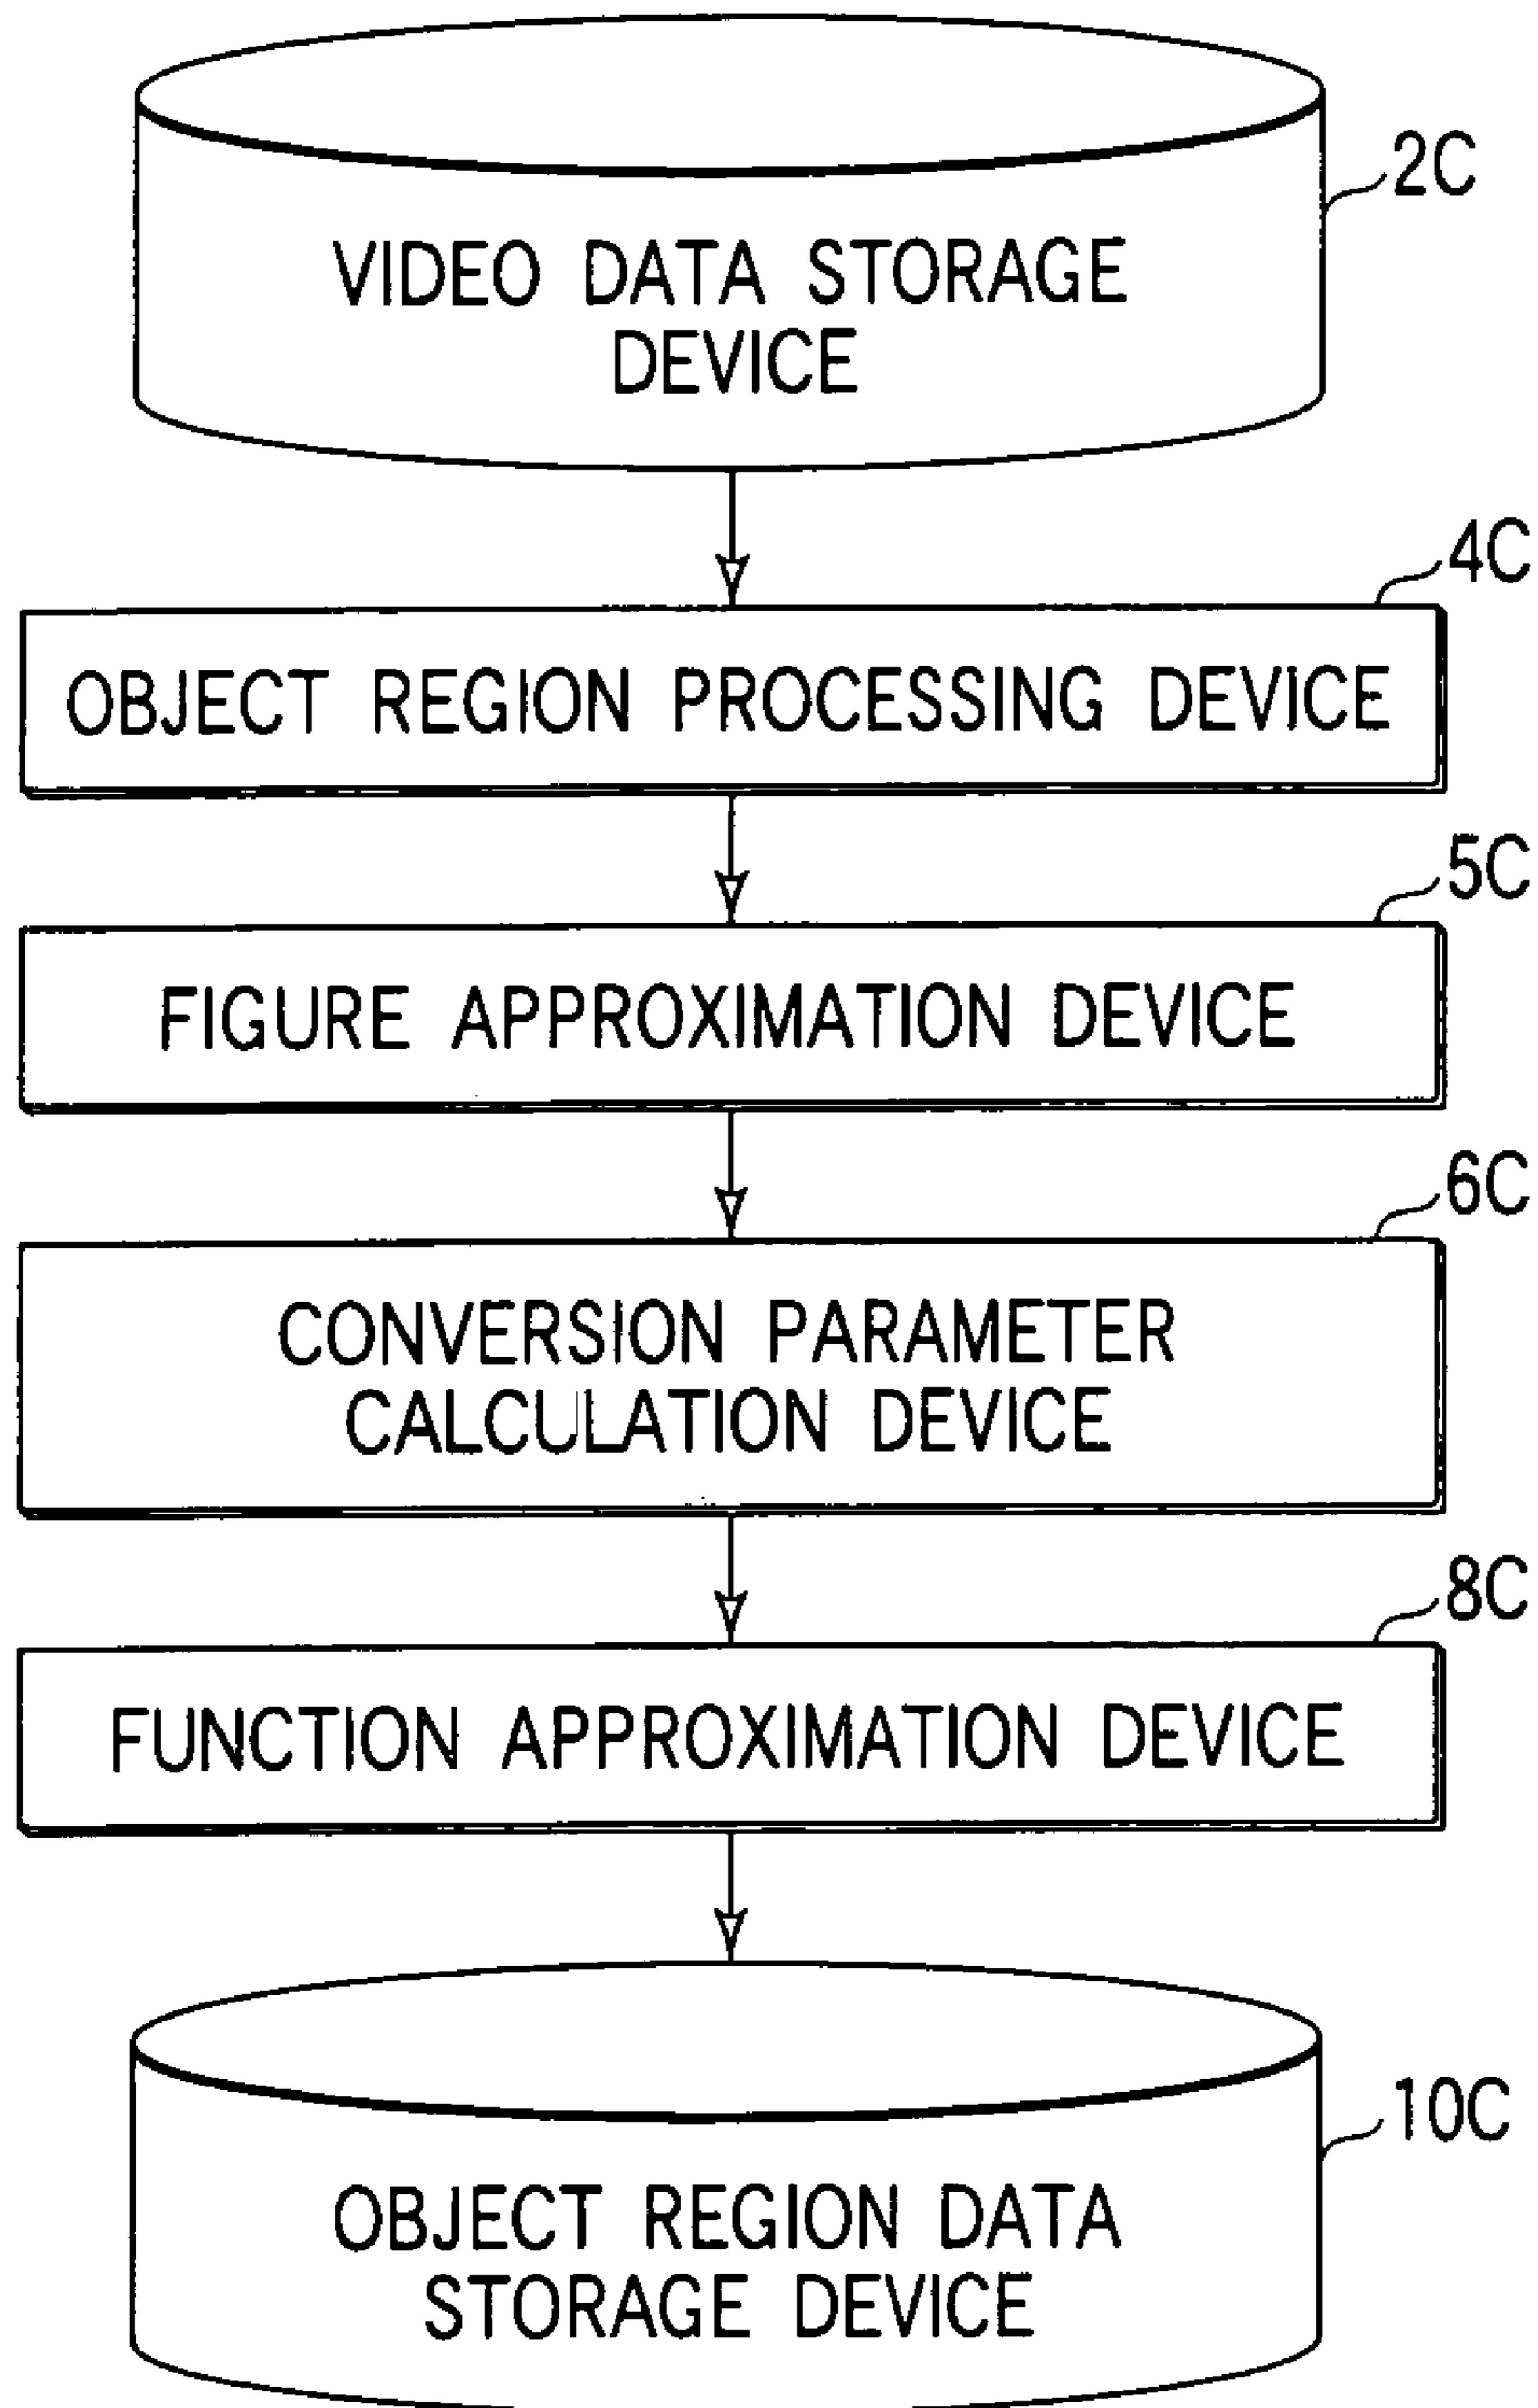 2C
VIDEO DATA STORAGE
DEVICE
4C
OBJECT REGION PROCESSING DEVICE
5C
FIGURE APPROXIMATION DEVICE
6C
CONVERSION PARAMETER
CALCULATION DEVICE
8C
FUNCTION APPROXIMATION DEVICE
10C
OBJECT REGION DATA
STORAGE DEVICE